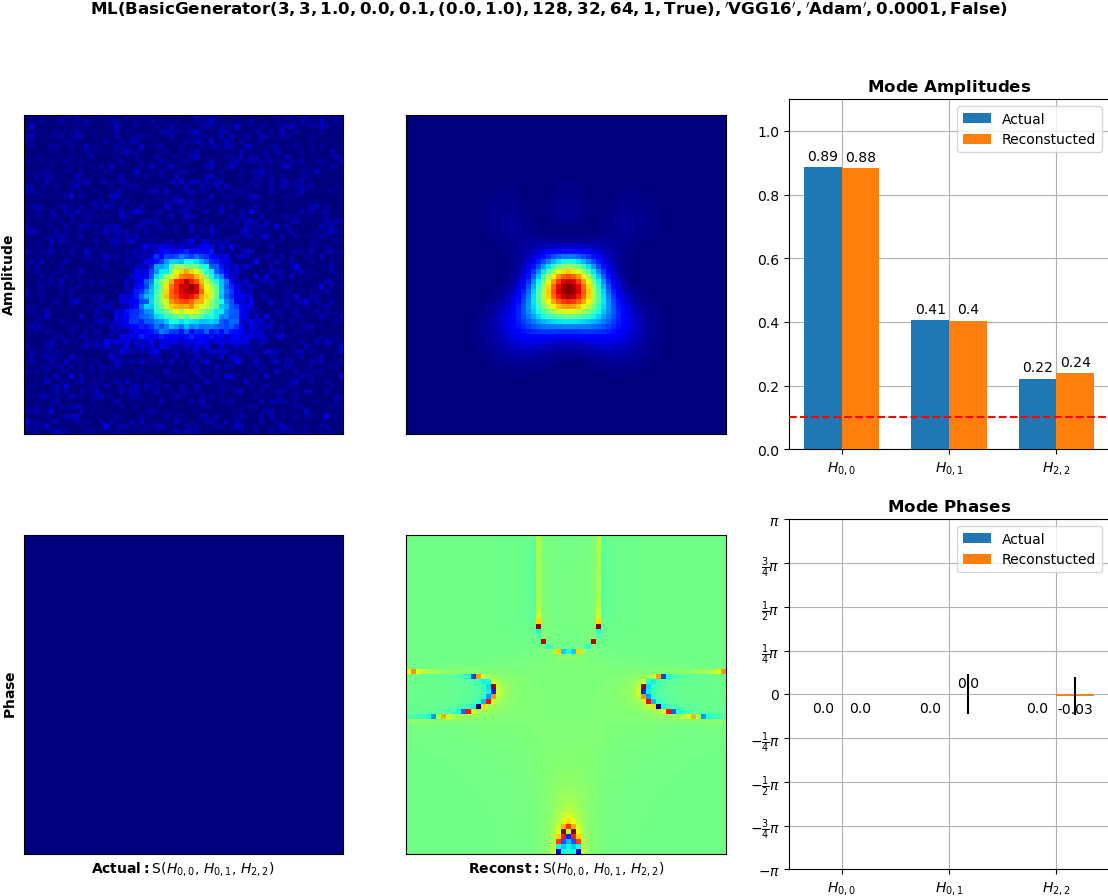 ML(BasicGenerator(3, 3, 1.0, 0.0, 0.1, (0.0, 1.0), 128, 32, 64, 1, True), ′VGG16′, ′Adam′, 0.0001, False)
Amplitude
Mode Amplitudes
Actual
Reconstucted
1.0
0.8
0.6
0.4
0.2
0.0
0.89 0.88
0.41 0.4
0.22 0.24
H0,0 H0,1 H2,2
Phase
Actual: S(H0,0, H0,1, H2,2)
Reconst: S(H0,0, H0,1, H2,2)
Mode Phases
Actual
Reconstucted
π
3/4π
1/2π
1/4π
0
−1/4π
−1/2π
−3/4π
−π
0.0 0.0 0.0 0.0 0.0 -0.03
H0,0 H0,1 H2,2